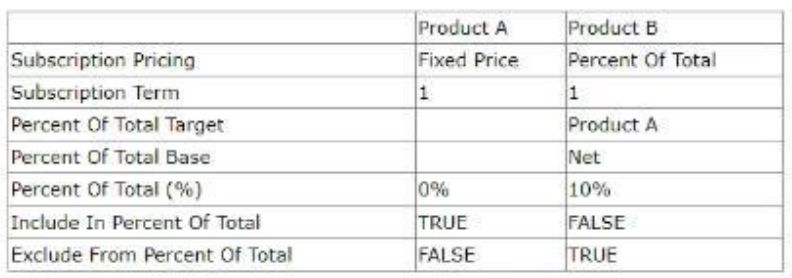 Product A Product B
Subscription Pricing Fixed Price Percent Of Total
Subscription Term 1 1
Percent Of Total Target Product A
Percent Of Total Base Net
Percent Of Total (%) 0% 10%
Include In Percent Of Total TRUE FALSE
Exclude From Percent Of Total FALSE TRUE